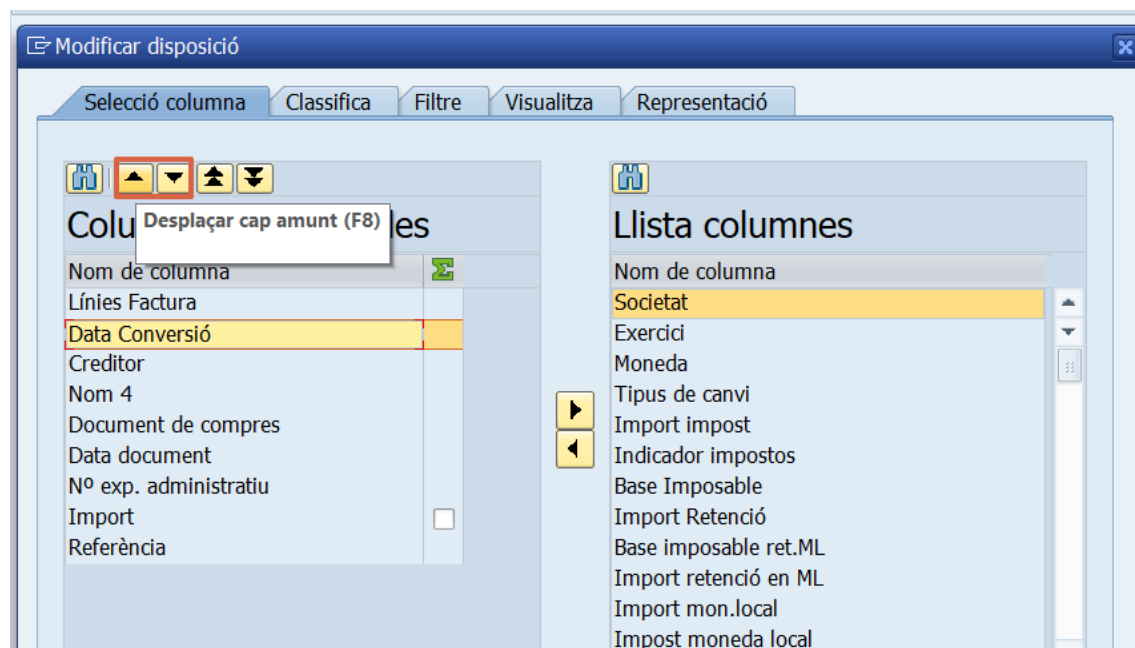 Modificar disposició
Selecció columna Classifica Filtre Visualitza Representació
Desplaçar cap amunt (F8)
Nom de columna
Línies Factura
Data Conversió
Creditor
Nom 4
Document de compres
Data document
Nº exp. administratiu
Import
Referència
Llista columnes
Nom de columna
Societat
Exercici
Moneda
Tipus de canvi
Import impost
Indicador impostos
Base Imposable
Import Retenció
Base imposable ret.ML
Import retenció en ML
Import mon.local
Impost moneda local